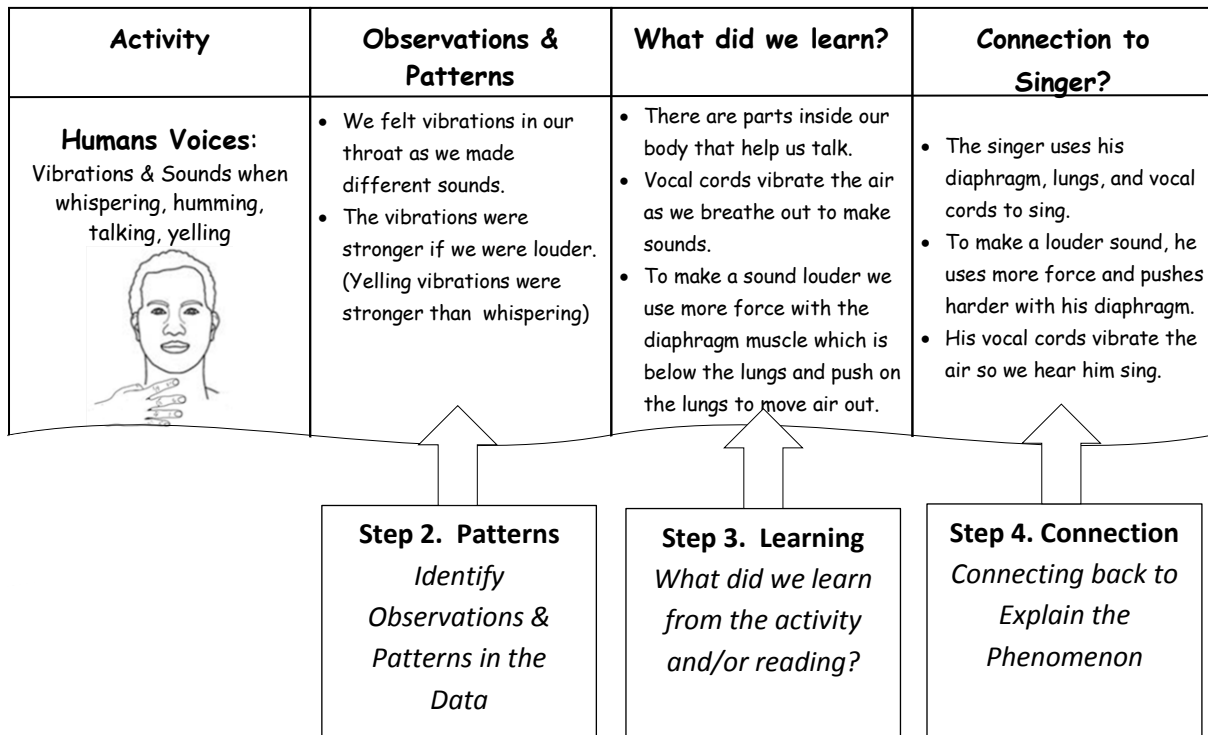 Activity
Observations &
Patterns
What did we learn?
Connection to
Singer?
Humans Voices:
Vibrations & Sounds when
whispering, humming,
talking, yelling
• We felt vibrations in our
throat as we made
different sounds.
• The vibrations were
stronger if we were louder.
(Yelling vibrations were
stronger than whispering)
• There are parts inside our
body that help us talk.
• Vocal cords vibrate the air
as we breathe out to make
sounds.
• To make a sound louder we
use more force with the
diaphragm muscle which is
below the lungs and push on
the lungs to move air out.
• The singer uses his
diaphragm, lungs, and vocal
cords to sing.
• To make a louder sound, he
uses more force and pushes
harder with his diaphragm.
• His vocal cords vibrate the
air so we hear him sing.
Step 2. Patterns
Identify
Observations &
Patterns in the
Data
Step 3. Learning
What did we learn
from the activity
and/or reading?
Step 4. Connection
Connecting back to
Explain the
Phenomenon